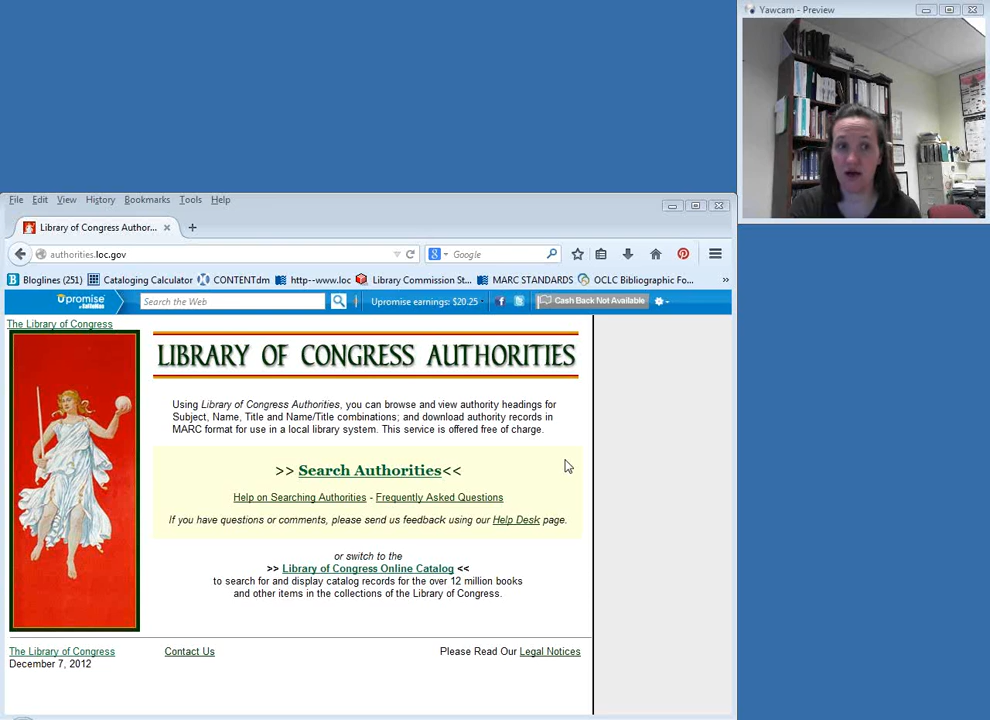 Yawcam - Preview
File Edit View History Bookmarks Tools Help
Library of Congress Author...
authorities.loc.gov
Google
Bloglines (251) Cataloging Calculator CONTENTdm http--www.loc Library Commission St... MARC STANDARDS OCLC Bibliographic Fo... »
Upromise Search the Web Upromise earnings: $20.25 Cash Back Not Available
The Library of Congress
LIBRARY OF CONGRESS AUTHORITIES
Using Library of Congress Authorities, you can browse and view authority headings for
Subject, Name, Title and Name/Title combinations; and download authority records in
MARC format for use in a local library system. This service is offered free of charge.
>> Search Authorities<<
Help on Searching Authorities - Frequently Asked Questions
If you have questions or comments, please send us feedback using our Help Desk page.
or switch to the
>> Library of Congress Online Catalog <<
to search for and display catalog records for the over 12 million books
and other items in the collections of the Library of Congress.
The Library of Congress Contact Us Please Read Our Legal Notices
December 7, 2012